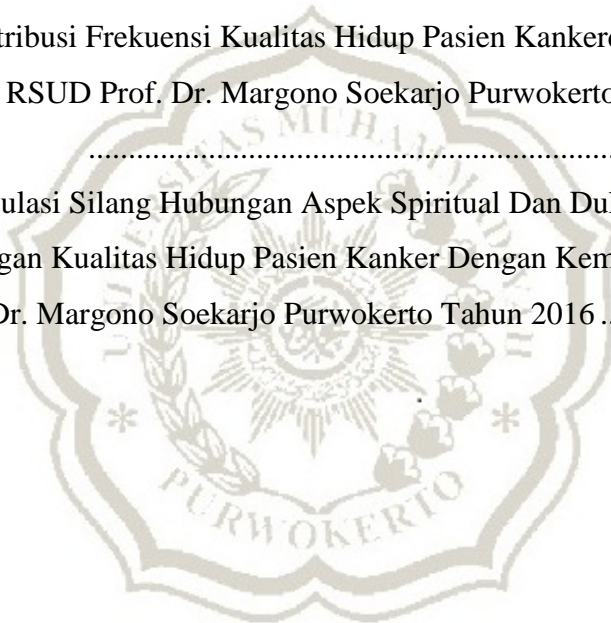 tribusi Frekuensi Kualitas Hidup Pasien Kanker
RSUD Prof. Dr. Margono Soekarjo Purwokerto
....................................................................
ulasi Silang Hubungan Aspek Spiritual Dan Du
gan Kualitas Hidup Pasien Kanker Dengan Kem
Dr. Margono Soekarjo Purwokerto Tahun 2016 ..
PURWOKERTO